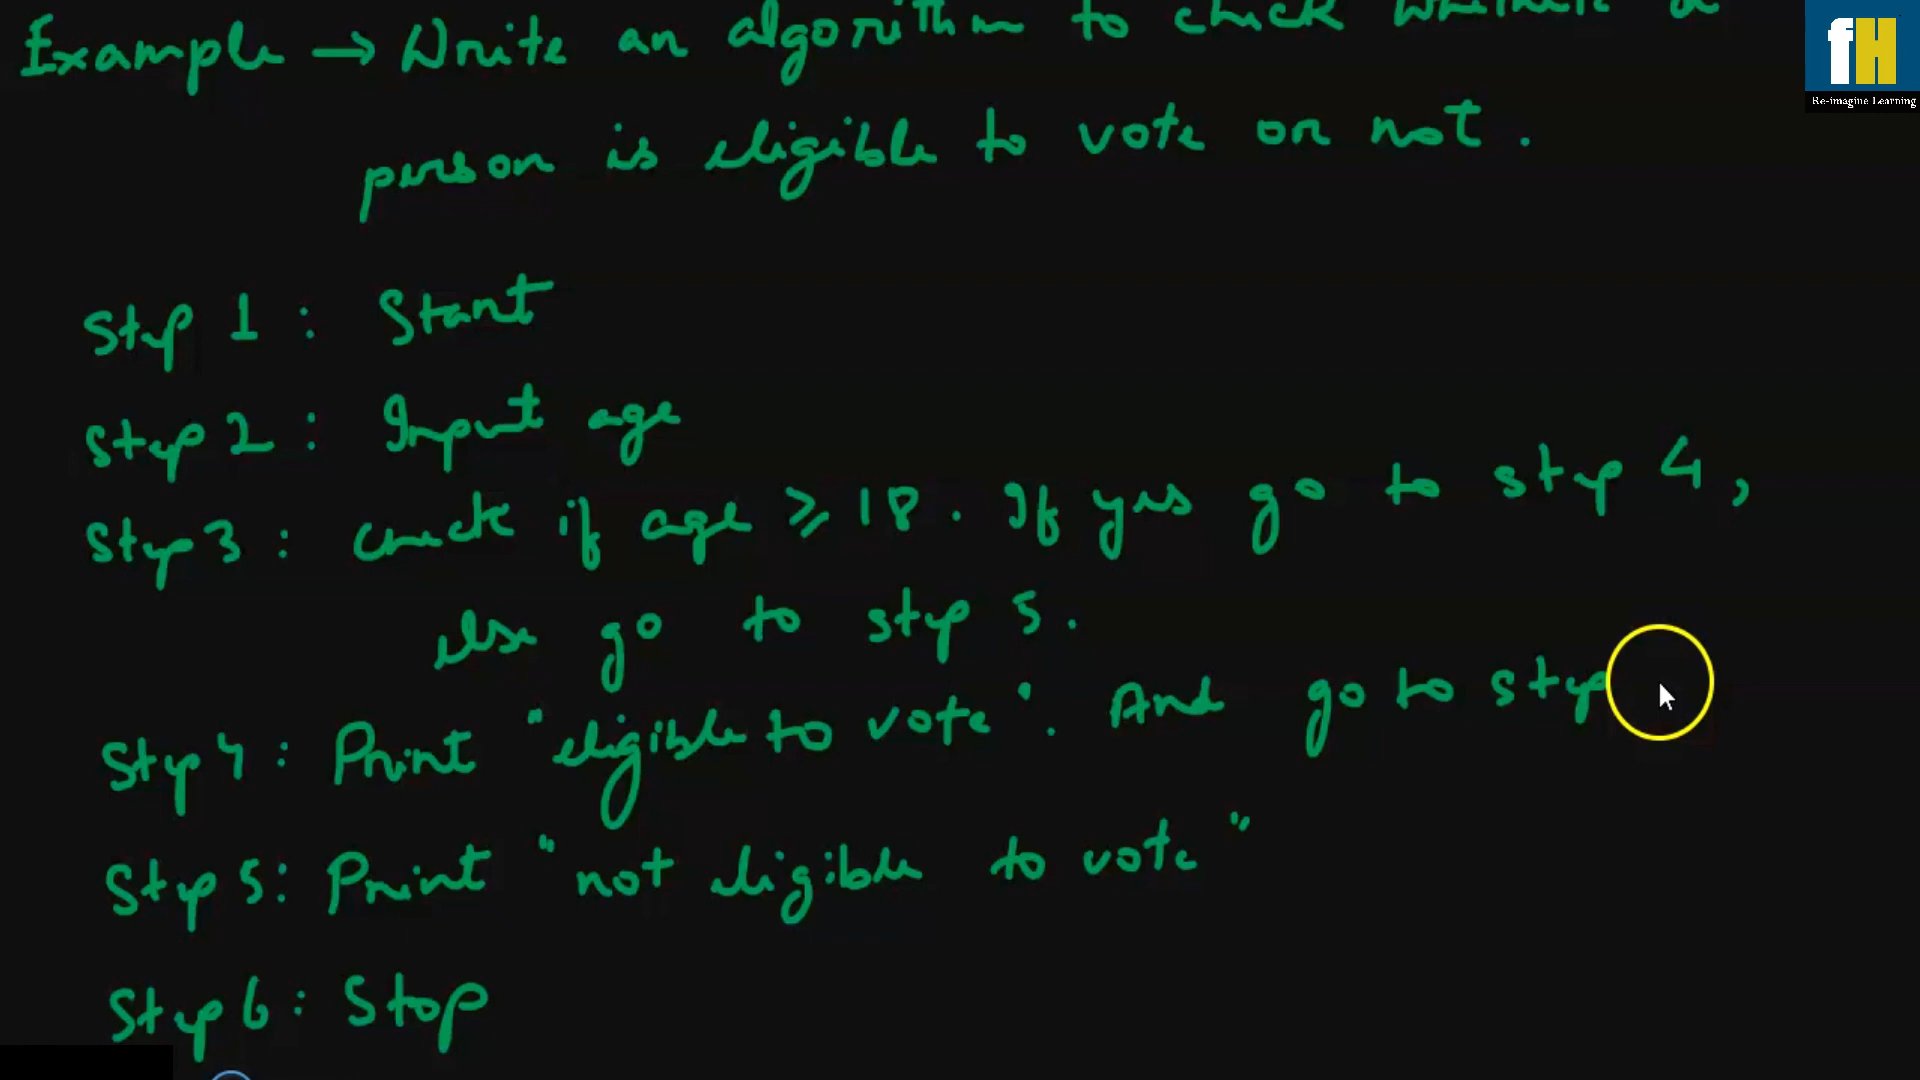 Example → Write an algorithm to check whether a
fH
Re-imagine Learning
person is eligible to vote or not.
Step 1 : Start
Step 2 : Input age
Step 3 : check if age ≥ 18. If yes go to step 4,
else go to step 5.
Step 4 : Print "eligible to vote". And go to step
Step 5: Print "not eligible to vote"
Step 6: Stop